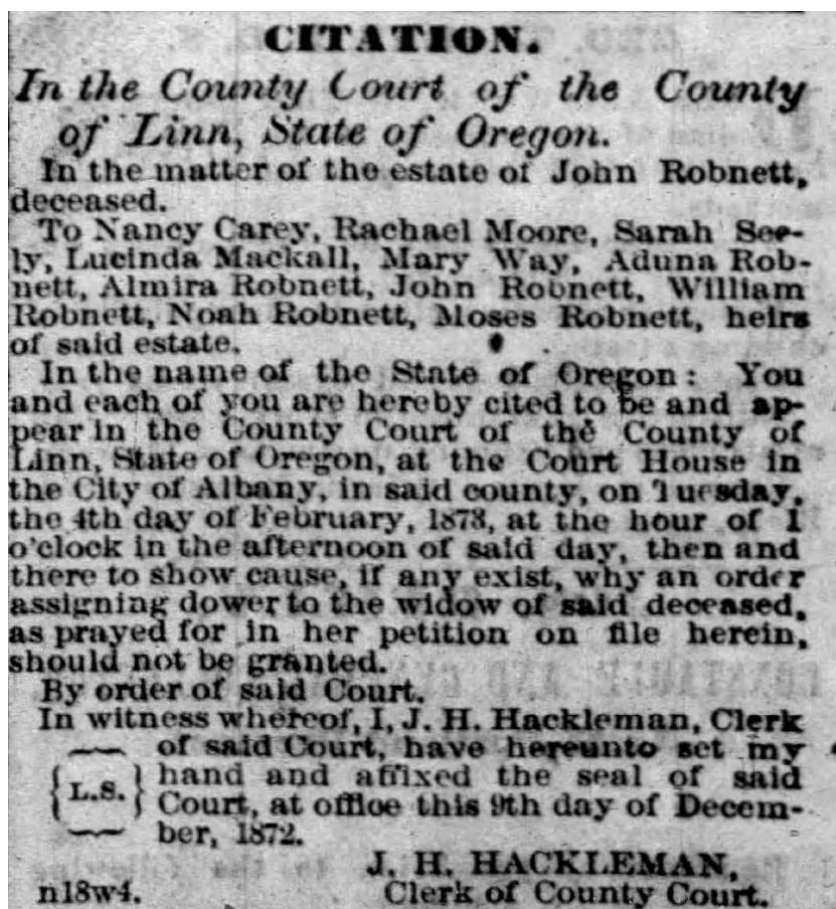 CITATION.
In the County Court of the County
of Linn, State of Oregon.
In the matter of the estate of John Robnett,
deceased.
To Nancy Carey, Rachael Moore, Sarah See-
ly, Lucinda Mackall, Mary Way, Aduna Rob-
nett, Almira Robnett, John Robnett, William
Robnett, Noah Robnett, Moses Robnett, heirs
of said estate.
In the name of the State of Oregon: You
and each of you are hereby cited to be and ap-
pear in the County Court of the County of
Linn, State of Oregon, at the Court House in
the City of Albany, in said county, on Tuesday,
the 4th day of February, 1873, at the hour of 1
o'clock in the afternoon of said day, then and
there to show cause, if any exist, why an order
assigning dower to the widow of said deceased,
as prayed for in her petition on file herein,
should not be granted.
By order of said Court.
In witness whereof, I, J. H. Hackleman, Clerk
of said Court, have hereunto set my
hand and affixed the seal of said
L.S.
Court, at office this 9th day of Decem-
ber, 1872.
J. H. HACKLEMAN,
n18w4. Clerk of County Court.